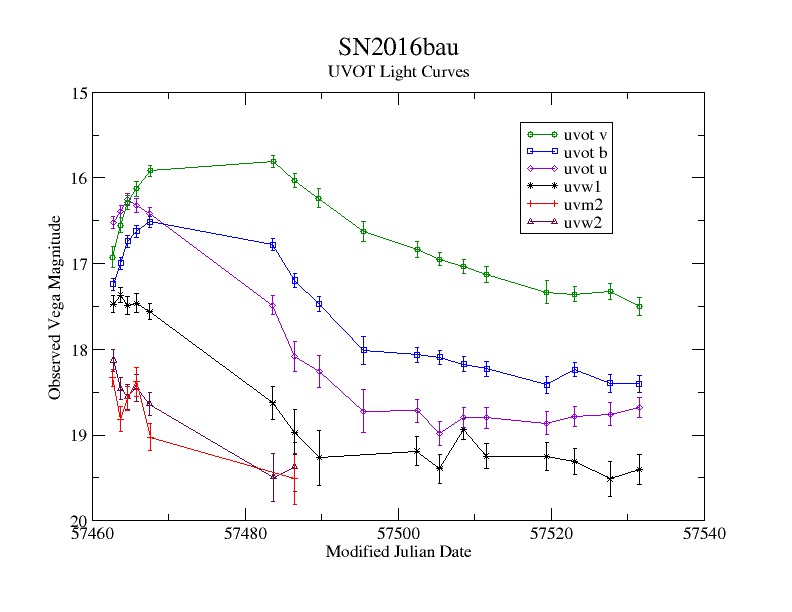 SN2016bau
UVOT Light Curves
15
16
17
18
19
20
Observed Vega Magnitude
uvot v
uvot b
uvot u
uvw1
uvm2
uvw2
57460 57480 57500 57520 57540
Modified Julian Date